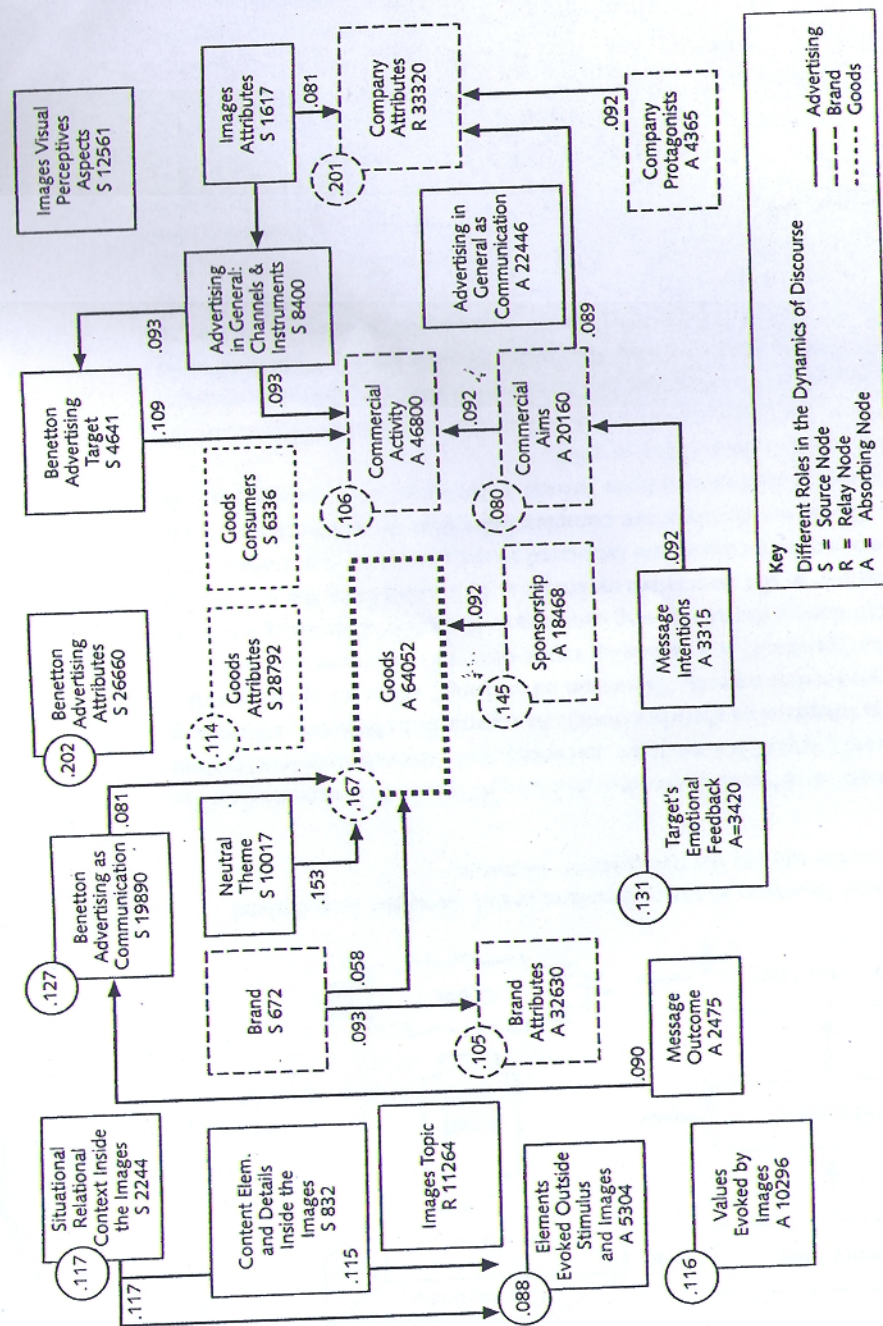 .117
Situational
Relational
Context Inside
the Images
S 2244
.117
Content Elem.
and Details
Inside the
Images
S 832
.115
Images Topic
R 11264
.088
Elements
Evoked Outside
Stimulus
and Images
A 5304
.116
Values
Evoked by
Images
A 10296
.127
Benetton
Advertising as
Communication
S 19890
.081
Brand
S 672
.093
.058
Neutral
Theme
S 10017
.153
.105
Brand
Attributes
A 32630
.090
Message
Outcome
A 2475
.202
Benetton
Advertising
Attributes
S 26660
.114
Goods
Attributes
S 28792
Goods
Consumers
S 6336
.167
Goods
A 64052
.092
.145
Sponsorship
A 18468
.131
Target's
Emotional
Feedback
A=3420
Message
Intentions
A 3315
.092
Benetton
Advertising
Target
S 4641
.109
.093
.093
.106
Commercial
Activity
A 46800
.092
.080
Commercial
Aims
A 20160
.089
Advertising
in General:
Channels &
Instruments
S 8400
Advertising in
General as
Communication
A 22446
Images Visual
Perceptives
Aspects
S 12561
Images
Attributes
S 1617
.081
.201
Company
Attributes
R 33320
.092
Company
Protagonists
A 4365
Key
Different Roles in the Dynamics of Discourse
S = Source Node
R = Relay Node
A = Absorbing Node
Advertising
Brand
Goods